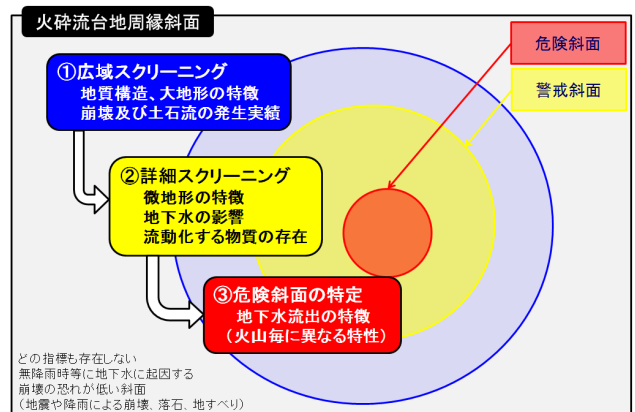 火砕流台地周縁斜面
危険斜面
警戒斜面
①広域スクリーニング
地質構造、大地形の特徴
崩壊及び土石流の発生実績
②詳細スクリーニング
微地形の特徴
地下水の影響
流動化する物質の存在
③危険斜面の特定
地下水流出の特徴
（火山毎に異なる特性）
どの指標も存在しない
無降雨時等に地下水に起因する
崩壊の恐れが低い斜面
（地震や降雨による崩壊、落石、地すべり）